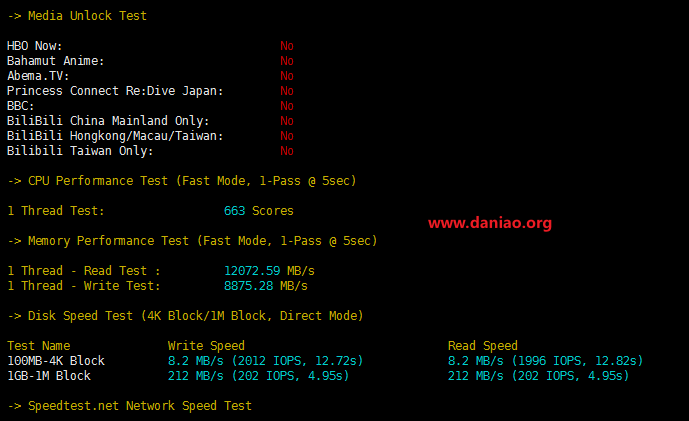 -> Media Unlock Test
HBO Now: No
Bahamut Anime: No
Abema.TV: No
Princess Connect Re:Dive Japan: No
BBC: No
BiliBili China Mainland Only: No
BiliBili Hongkong/Macau/Taiwan: No
Bilibili Taiwan Only: No
-> CPU Performance Test (Fast Mode, 1-Pass @ 5sec)
1 Thread Test: 663 Scores
www.daniao.org
-> Memory Performance Test (Fast Mode, 1-Pass @ 5sec)
1 Thread - Read Test : 12072.59 MB/s
1 Thread - Write Test: 8875.28 MB/s
-> Disk Speed Test (4K Block/1M Block, Direct Mode)
Test Name Write Speed Read Speed
100MB-4K Block 8.2 MB/s (2012 IOPS, 12.72s) 8.2 MB/s (1996 IOPS, 12.82s)
1GB-1M Block 212 MB/s (202 IOPS, 4.95s) 212 MB/s (202 IOPS, 4.95s)
-> Speedtest.net Network Speed Test